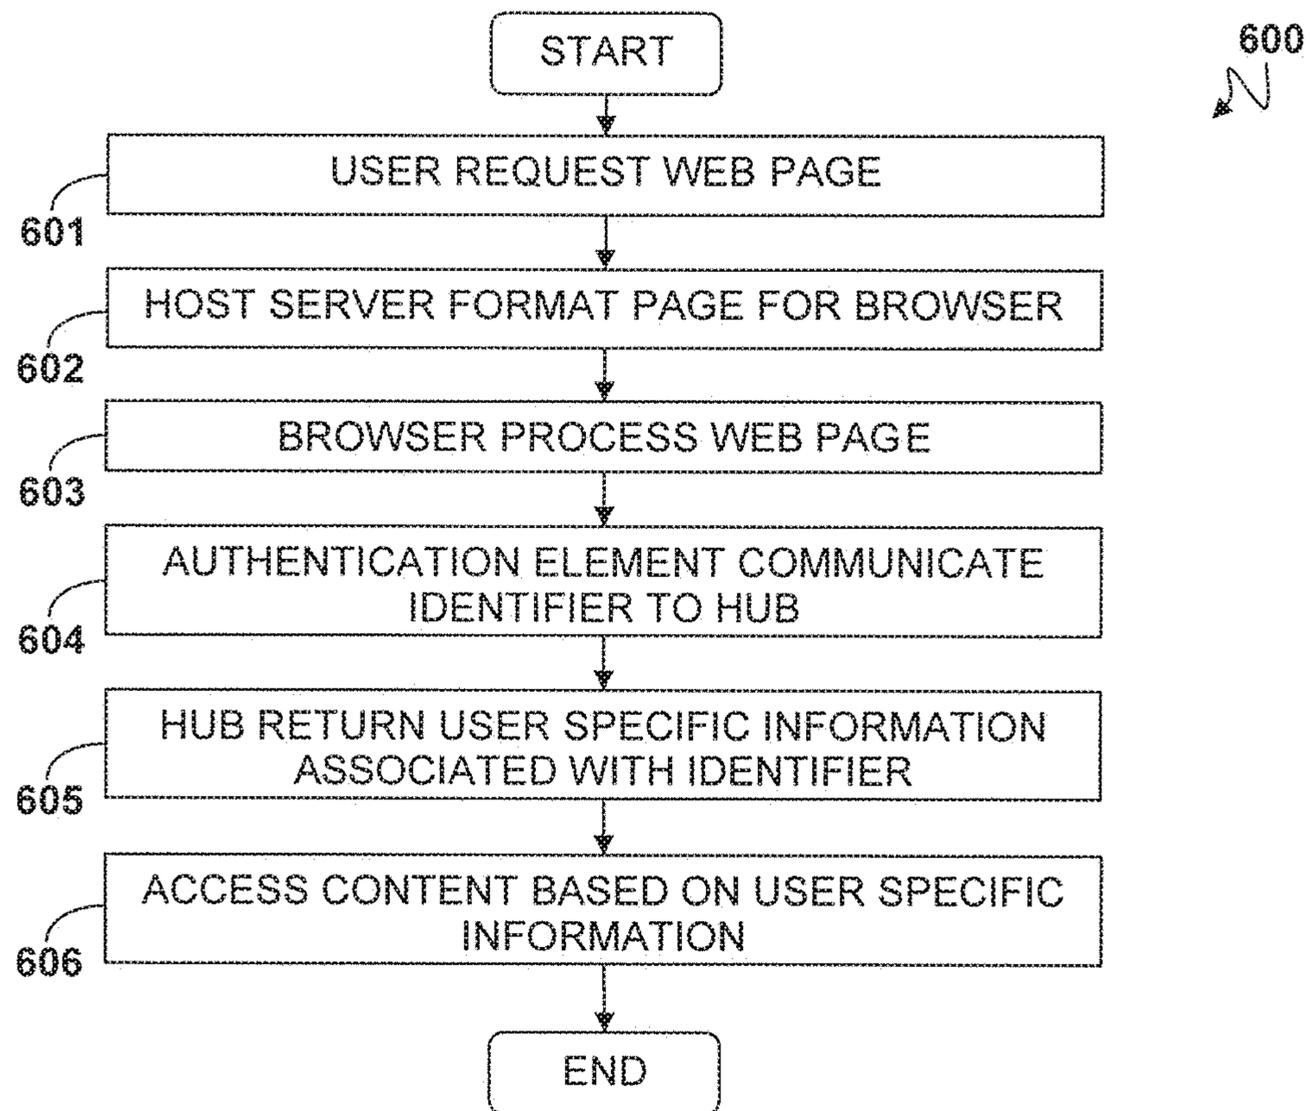 START
600
USER REQUEST WEB PAGE
601
HOST SERVER FORMAT PAGE FOR BROWSER
602
BROWSER PROCESS WEB PAGE
603
AUTHENTICATION ELEMENT COMMUNICATE
IDENTIFIER TO HUB
604
HUB RETURN USER SPECIFIC INFORMATION
ASSOCIATED WITH IDENTIFIER
605
ACCESS CONTENT BASED ON USER SPECIFIC
INFORMATION
606
END